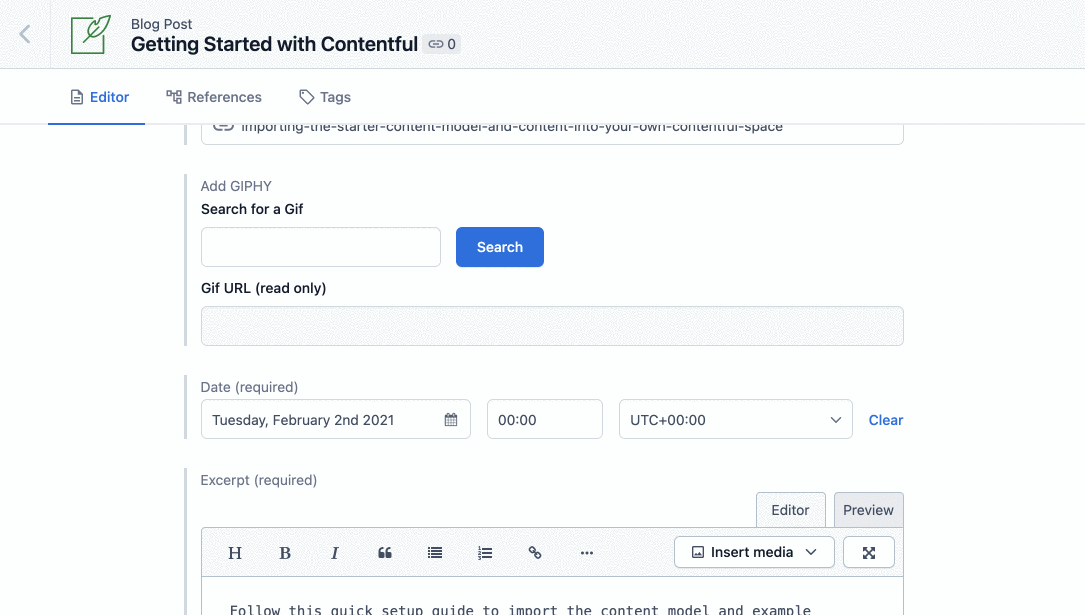 Blog Post
Getting Started with Contentful 0
Editor References Tags
importing-the-starter-content-model-and-content-into-your-own-contentful-space
Add GIPHY
Search for a Gif
Search
Gif URL (read only)
Date (required)
Tuesday, February 2nd 2021 00:00 UTC+00:00 Clear
Excerpt (required)
Editor Preview
H B I Insert media
Follow this quick setup guide to import the content model and example